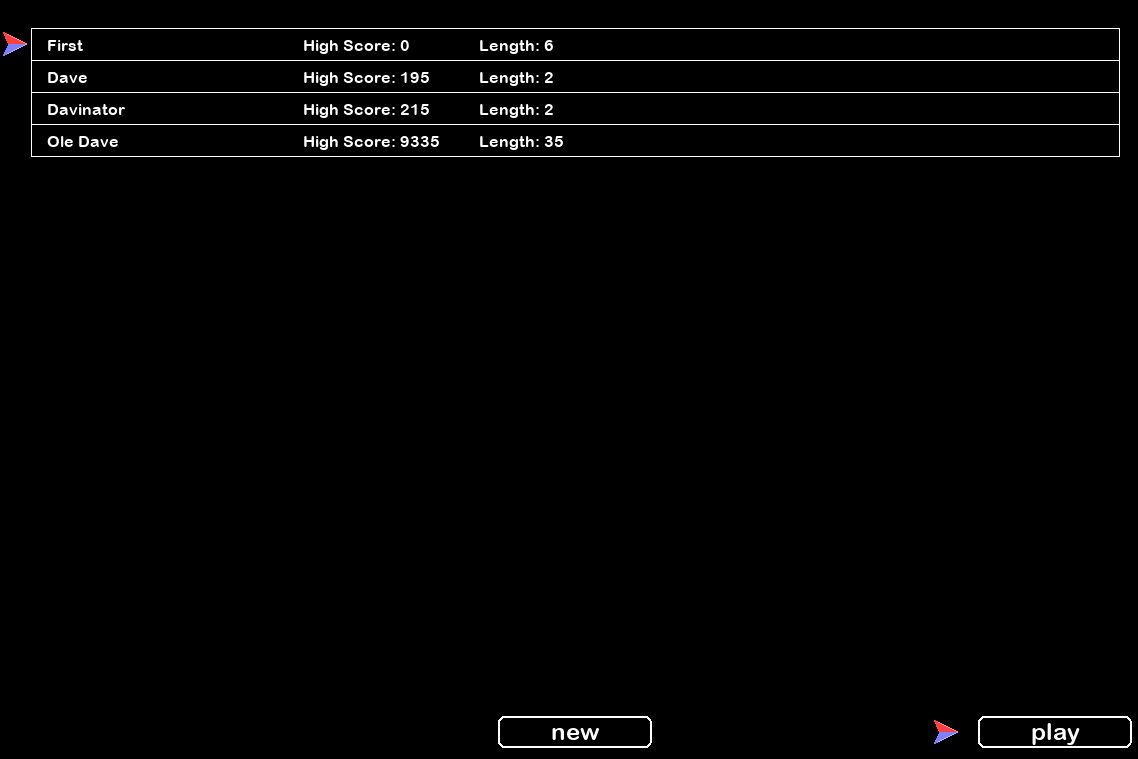 First High Score: 0 Length: 6
Dave High Score: 195 Length: 2
Davinator High Score: 215 Length: 2
Ole Dave High Score: 9335 Length: 35
new play